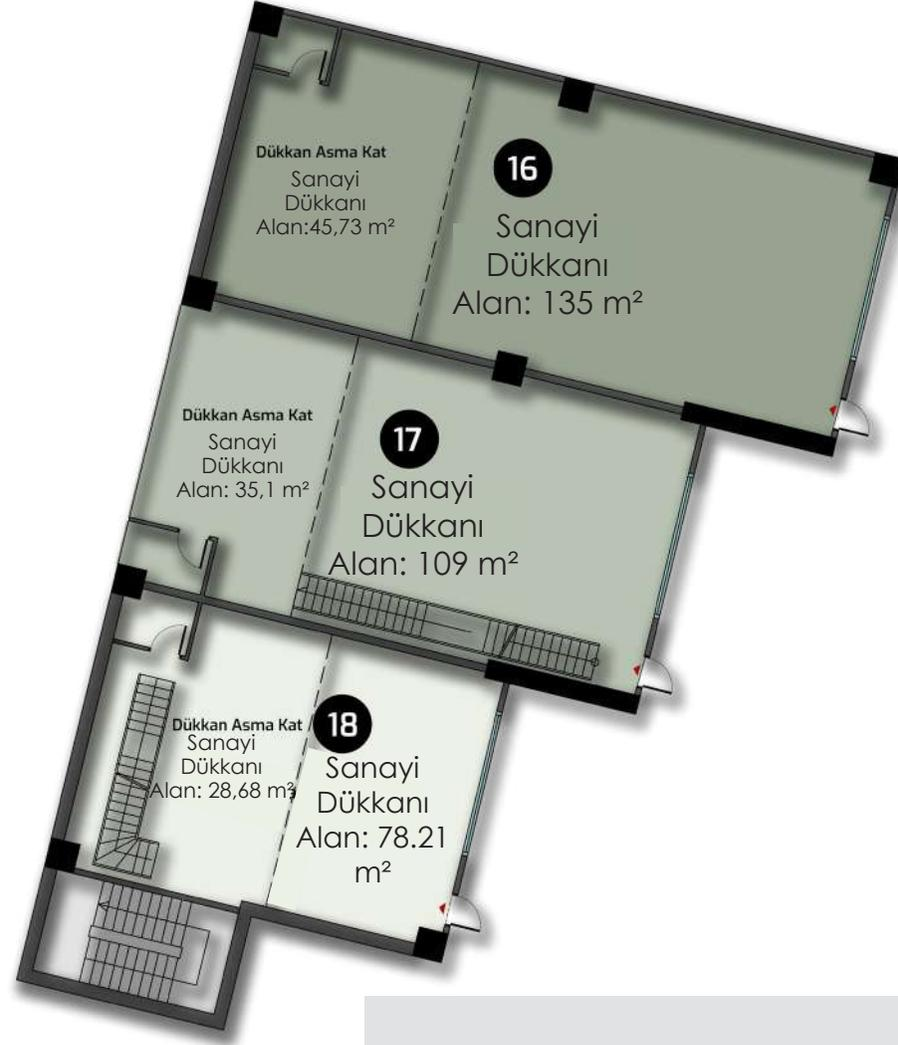 Dükkan Asma Kat
Sanayi
Dükkanı
Alan:45,73 m²
16
Sanayi
Dükkanı
Alan: 135 m²
Dükkan Asma Kat
Sanayi
Dükkanı
Alan: 35,1 m²
17
Sanayi
Dükkanı
Alan: 109 m²
Dükkan Asma Kat
Sanayi
Dükkanı
Alan: 28,68 m²
18
Sanayi
Dükkanı
Alan: 78.21
m²